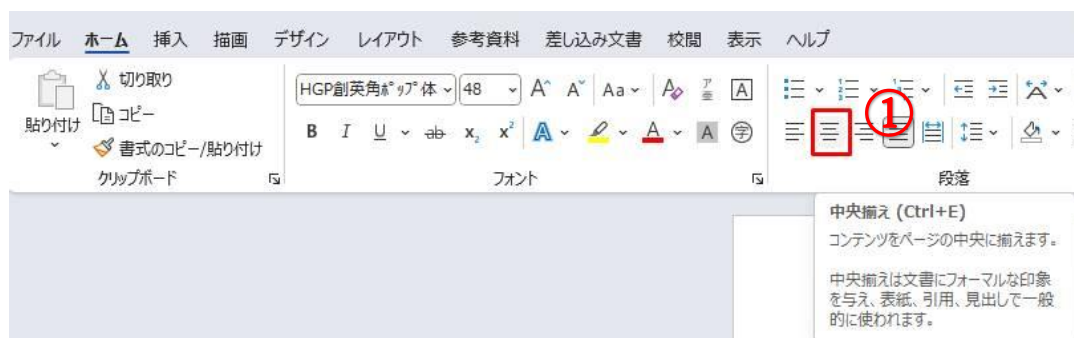 ファイル ホーム 挿入 描画 デザイン レイアウト 参考資料 差し込み文書 校閲 表示 ヘルプ
貼り付け
切り取り
コピー
書式のコピー/貼り付け
クリップボード
HGP創英角ﾎﾟｯﾌﾟ体 48 A A Aa A ア亜 A
B I U ab x₂ x² A A A 字
フォント
①
段落
中央揃え (Ctrl+E)
コンテンツをページの中央に揃えます。
中央揃えは文書にフォーマルな印象
を与え、表紙、引用、見出しで一般
的に使われます。